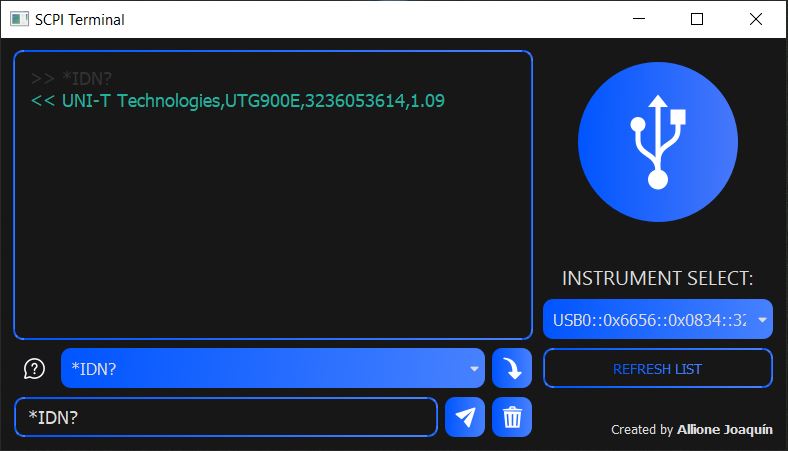 SCPI Terminal
>> *IDN?
<< UNI-T Technologies,UTG900E,3236053614,1.09
INSTRUMENT SELECT:
USB0::0x6656::0x0834::32
*IDN?
REFRESH LIST
*IDN?
Created by Allione Joaquín